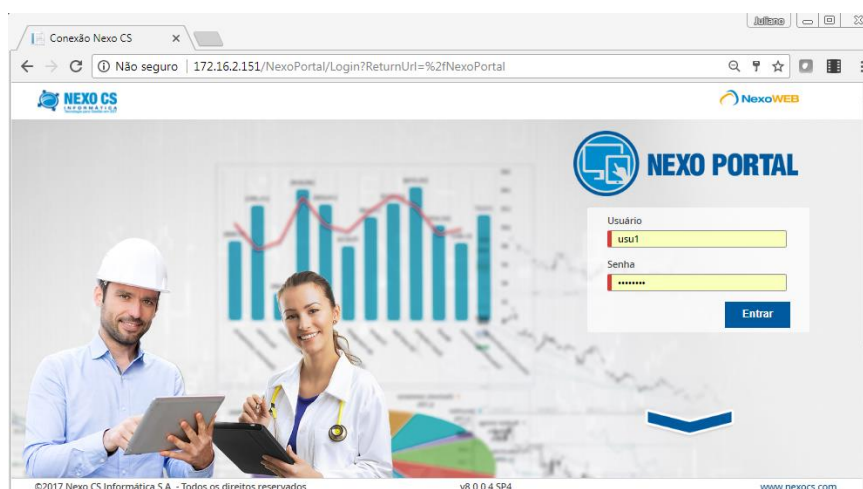 Juliano
Conexão Nexo CS
Não seguro | 172.16.2.151/NexoPortal/Login?ReturnUrl=%2fNexoPortal
NEXO CS
INFORMÁTICA
NexoWEB
NEXO PORTAL
Usuário
usu1
Senha
Entrar
©2017 Nexo CS Informática S.A. - Todos os direitos reservados
v8.0.0.4 SP4
www.nexocs.com